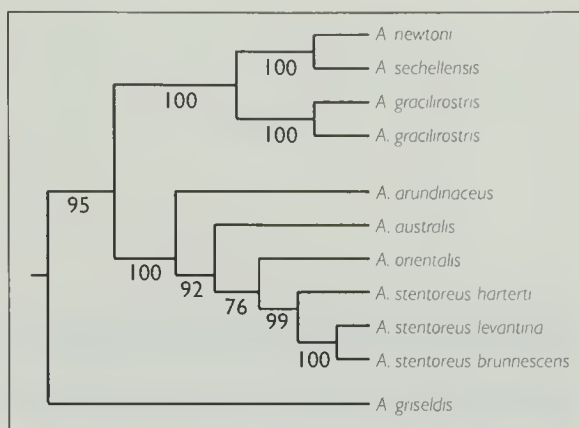 A. newtoni
100
A. sechellensis
100
A. gracilirostris
100
A. gracilirostris
A. arundinaceus
95
A. australis
100
A. orientalis
92
A. stentoreus harterti
76
99
A. stentoreus levantina
100
A. stentoreus brunnescens
A. griseldis